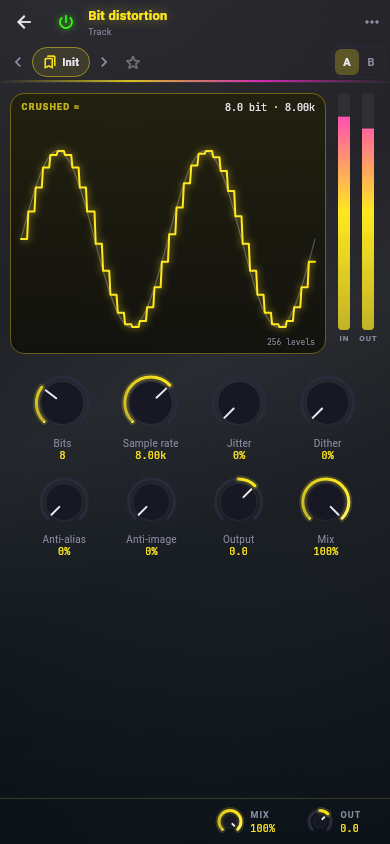 Bit distortion
Track
Init
A B
CRUSHED ≋ 8.0 bit · 8.00k
256 levels
IN OUT
Bits Sample rate Jitter Dither
8 8.00k 0% 0%
Anti-alias Anti-image Output Mix
0% 0% 0.0 100%
MIX OUT
100% 0.0